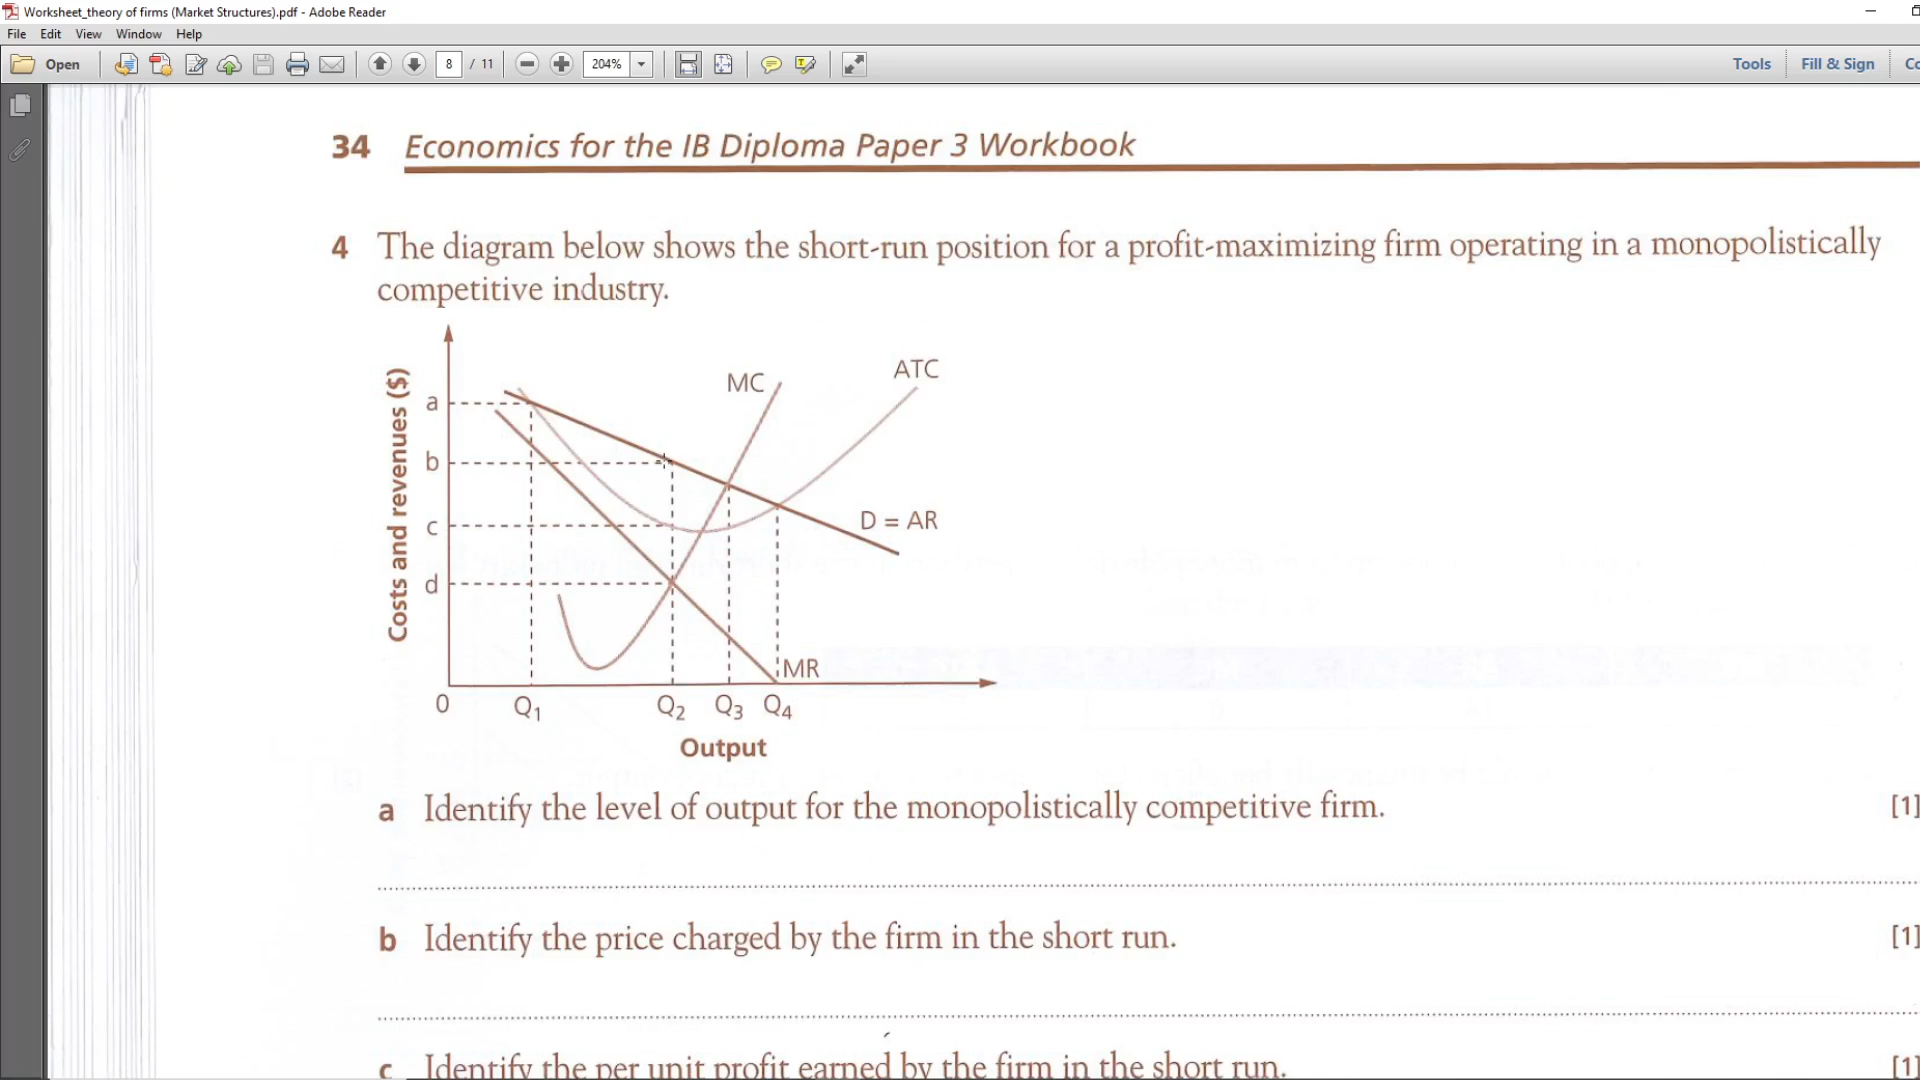 Worksheet_theory of firms (Market Structures).pdf - Adobe Reader
File Edit View Window Help
Open 8 / 11 204% Tools Fill & Sign
34 Economics for the IB Diploma Paper 3 Workbook
4 The diagram below shows the short-run position for a profit-maximizing firm operating in a monopolistically
competitive industry.
Costs and revenues ($)
ATC
MC
a
b
c
D = AR
d
MR
0 Q1 Q2 Q3 Q4
Output
a Identify the level of output for the monopolistically competitive firm. [1]
b Identify the price charged by the firm in the short run. [1]
c Identify the per unit profit earned by the firm in the short run. [1]